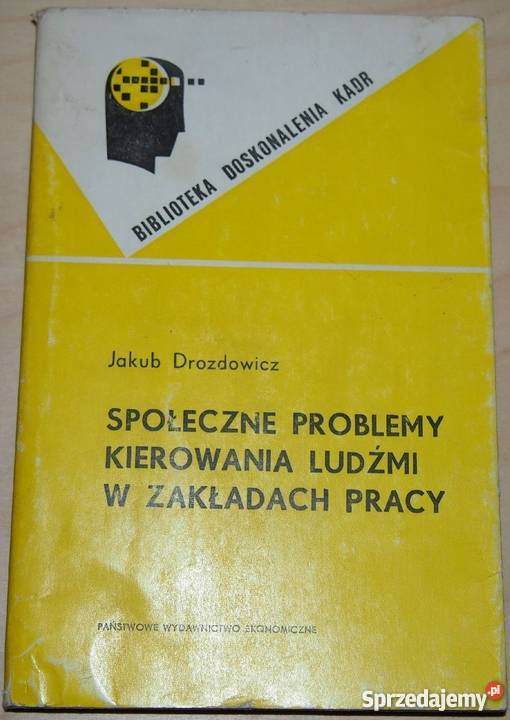 BIBLIOTEKA DOSKONALENIA KADR
Jakub Drozdowicz
SPOŁECZNE PROBLEMY
KIEROWANIA LUDŹMI
W ZAKŁADACH PRACY
PAŃSTWOWE WYDAWNICTWO EKONOMICZNE
Sprzedajemy.pl